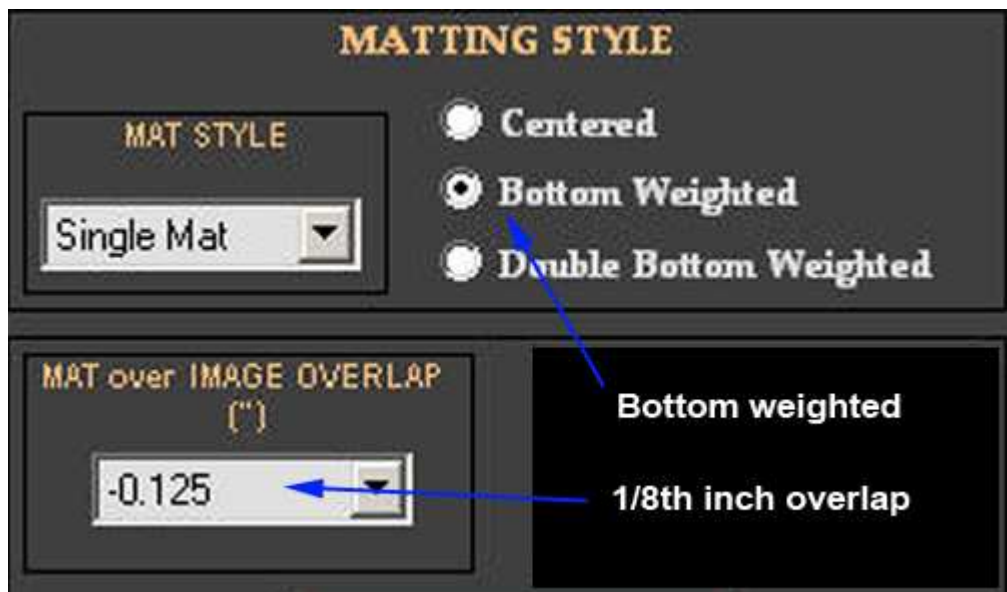 MATTING STYLE
MAT STYLE
Single Mat
Centered
Bottom Weighted
Double Bottom Weighted
MAT over IMAGE OVERLAP
(")
-0.125
Bottom weighted
1/8th inch overlap